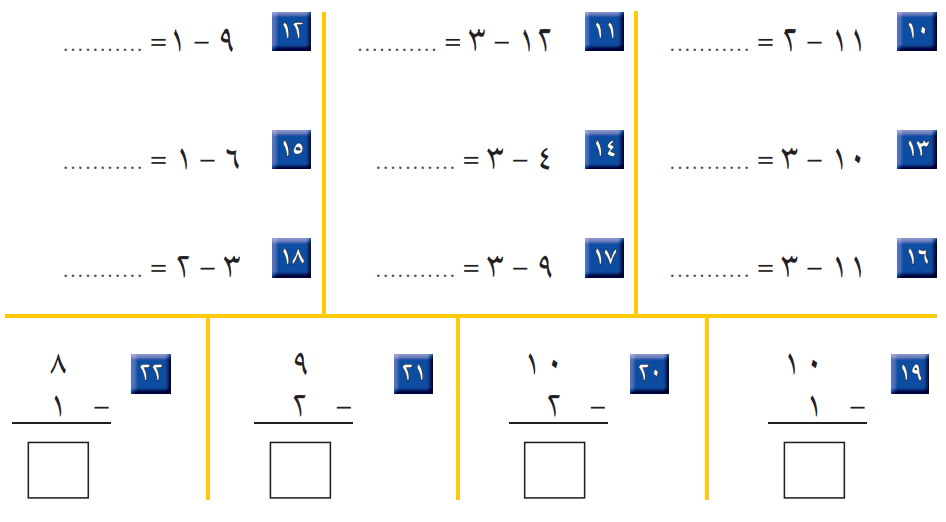 ١٠ ١١ − ٢ = ...........
١١ ١٢ − ٣ = ...........
١٢ ٩ − ١ = ...........
١٣ ١٠ − ٣ = ...........
١٤ ٤ − ٣ = ...........
١٥ ٦ − ١ = ...........
١٦ ١١ − ٣ = ...........
١٧ ٩ − ٣ = ...........
١٨ ٣ − ٢ = ...........
١٩ ١٠
− ١
٢٠ ١٠
− ٢
٢١ ٩
− ٢
٢٢ ٨
− ١